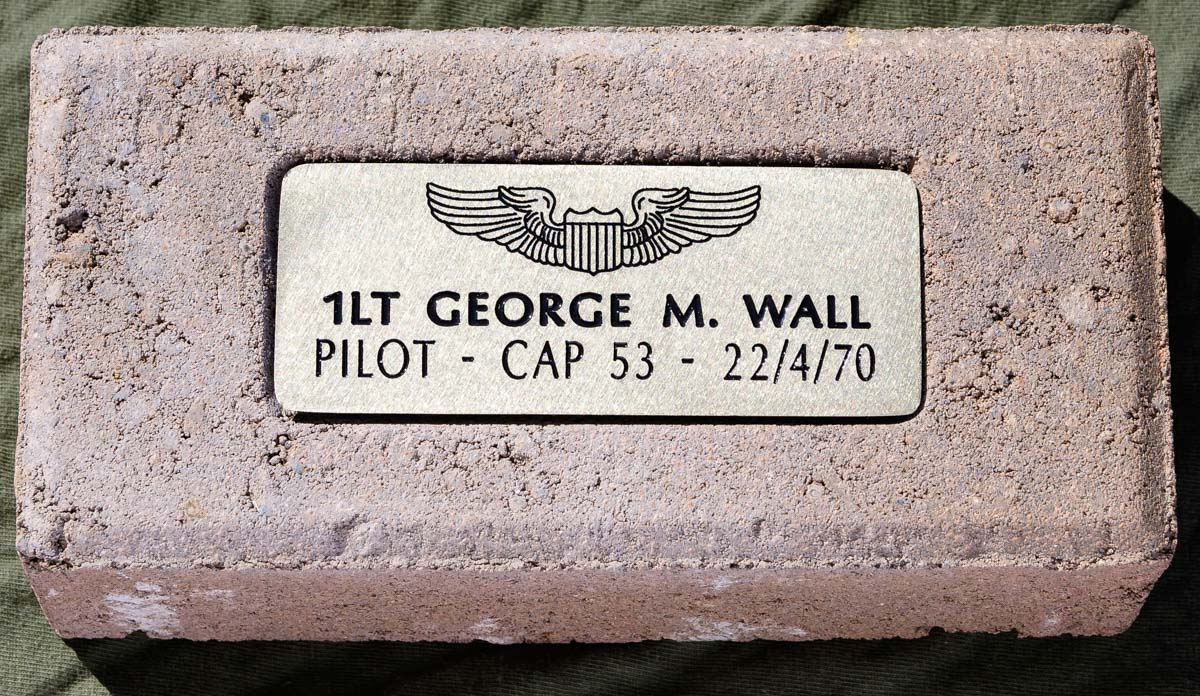 1LT GEORGE M. WALL
PILOT - CAP 53 - 22/4/70